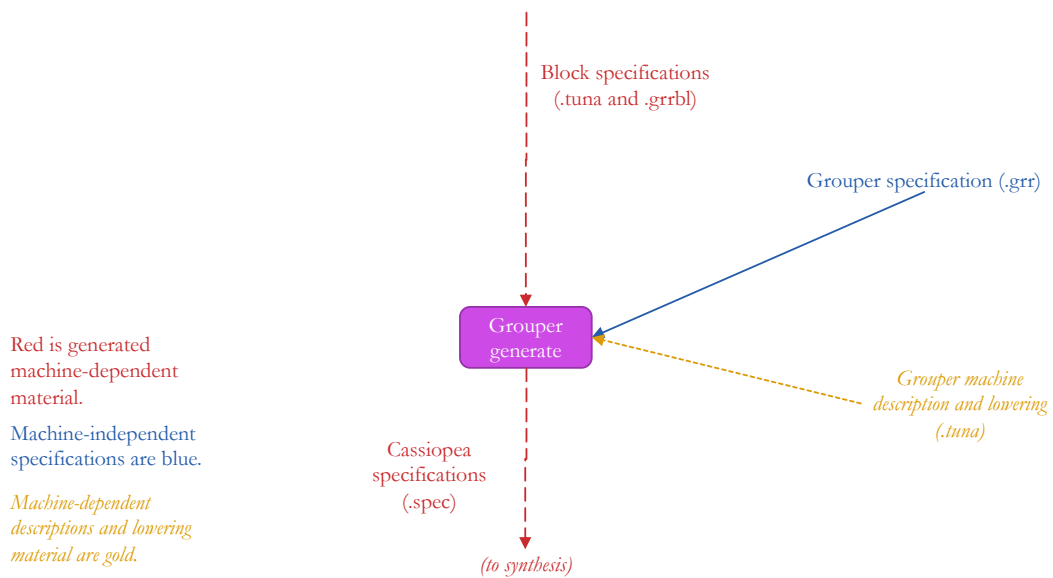 Block specifications
(.tuna and .grrbl)
Grouper specification (.grr)
Grouper
generate
Red is generated
machine-dependent
material.
Machine-independent
specifications are blue.
Machine-dependent
descriptions and lowering
material are gold.
Grouper machine
description and lowering
(.tuna)
Cassiopea
specifications
(.spec)
(to synthesis)